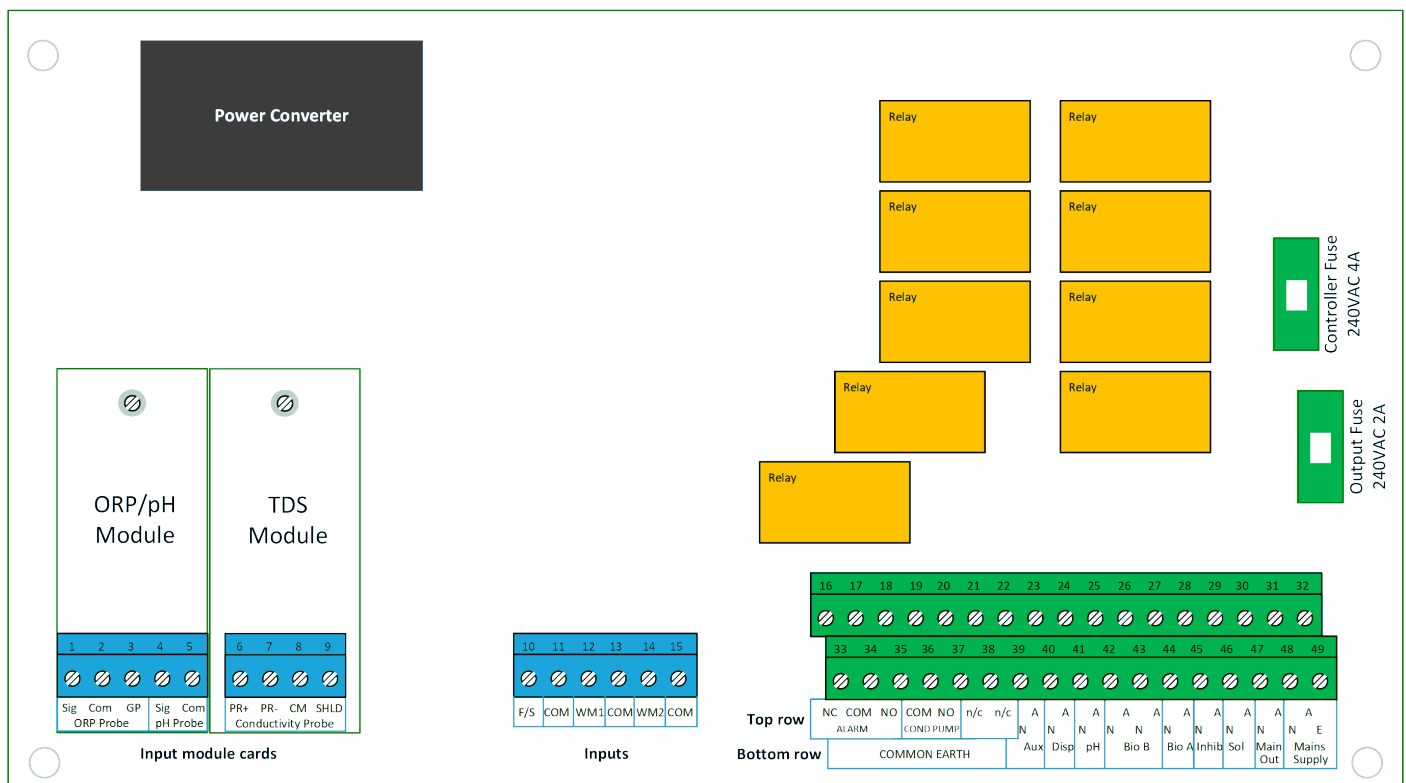 Power Converter
Relay
Relay
Relay
Relay
Relay
Relay
Relay
Relay
Relay
Controller Fuse
240VAC 4A
Output Fuse
240VAC 2A
ORP/pH
Module
TDS
Module
1 2 3 4 5
6 7 8 9
10 11 12 13 14 15
16 17 18 19 20 21 22 23 24 25 26 27 28 29 30 31 32
33 34 35 36 37 38 39 40 41 42 43 44 45 46 47 48 49
Sig Com GP Sig Com
ORP Probe pH Probe
PR+ PR- CM SHLD
Conductivity Probe
F/S COM WM1 COM WM2 COM
Top row
NC COM NO COM NO n/c n/c A A A A A A A A A A
ALARM COND PUMP
N N N N N N N N N N E
Bottom row
COMMON EARTH
Aux Disp pH Bio B Bio A Inhib Sol Main Out Mains Supply
Input module cards
Inputs